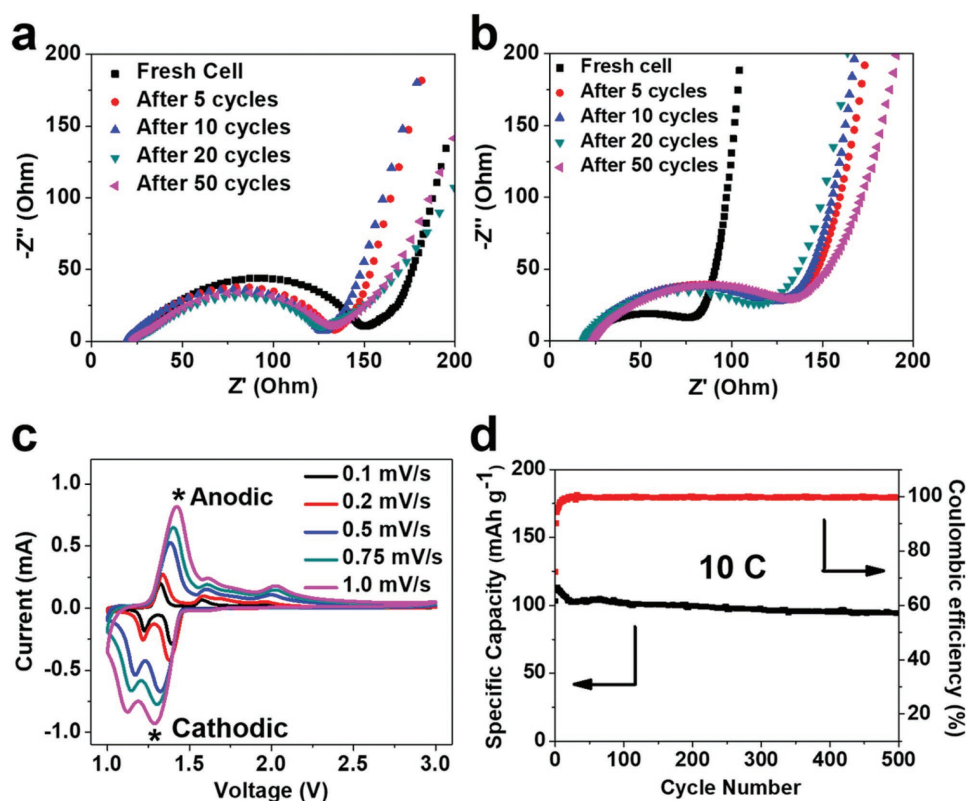 a
200
150
100
50
0
-Z'' (Ohm)
Fresh Cell
After 5 cycles
After 10 cycles
After 20 cycles
After 50 cycles
0 50 100 150 200
Z' (Ohm)
b
200
150
100
50
0
-Z'' (Ohm)
Fresh cell
After 5 cycles
After 10 cycles
After 20 cycles
After 50 cycles
0 50 100 150 200
Z' (Ohm)
c
1.0
0.5
0.0
-0.5
-1.0
Current (mA)
* Anodic
0.1 mV/s
0.2 mV/s
0.5 mV/s
0.75 mV/s
1.0 mV/s
* Cathodic
1.0 1.5 2.0 2.5 3.0
Voltage (V)
d
200
150
100
50
0
Specific Capacity (mAh g⁻¹)
10 C
100
80
60
40
20
Coulombic efficiency (%)
0 100 200 300 400 500
Cycle Number